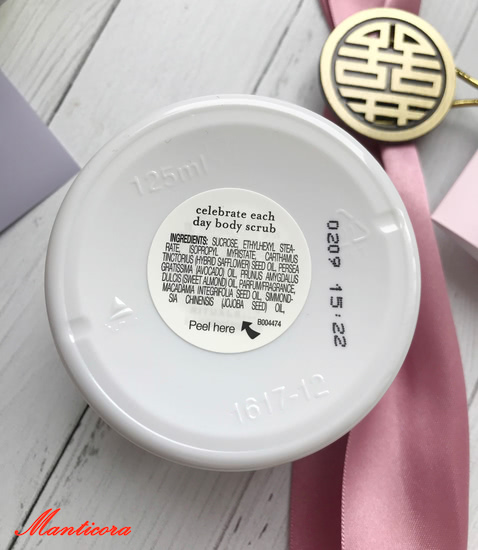 125ml
celebrate each
day body scrub
INGREDIENTS: SUCROSE, ETHYLHEXYL STEA-
RATE, ISOPROPYL MYRISTATE, CARTHAMUS
TINCTORIUS (HYBRID SAFFLOWER) SEED OIL, PERSEA
GRATISSIMA (AVOCADO) OIL, PRUNUS AMYGDALUS
DULCIS (SWEET ALMOND) OIL, PARFUM/FRAGRANCE,
MACADAMIA INTEGRIFOLIA SEED OIL, SIMMOND-
SIA CHINENSIS (JOJOBA SEED) OIL,
Peel here
B004474
0209 15:22
1617-12
Manticora